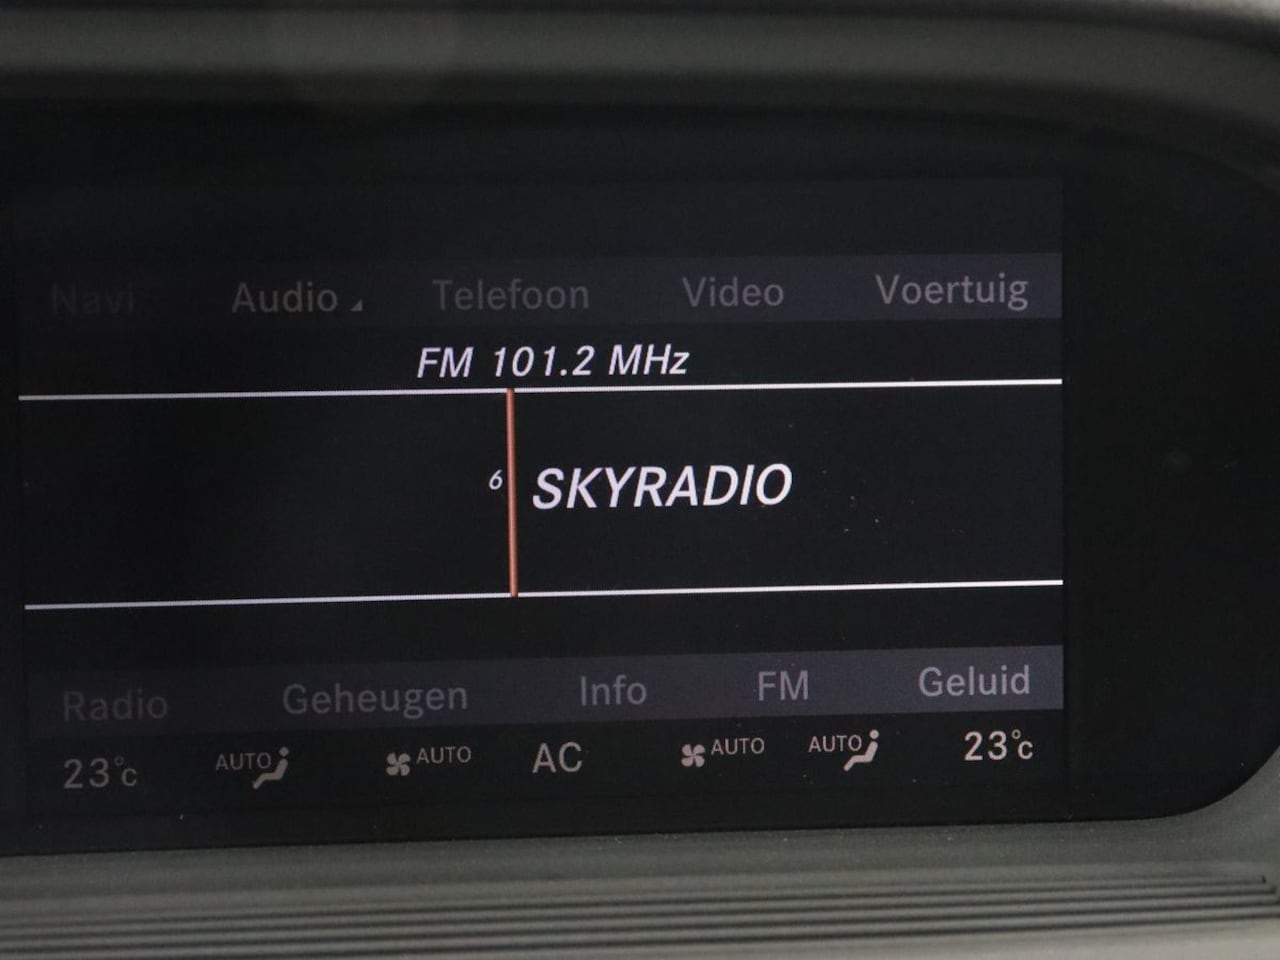 Navi Audio Telefoon Video Voertuig
FM 101.2 MHz
6 SKYRADIO
Radio Geheugen Info FM Geluid
23°C AUTO AUTO AC AUTO AUTO 23°C